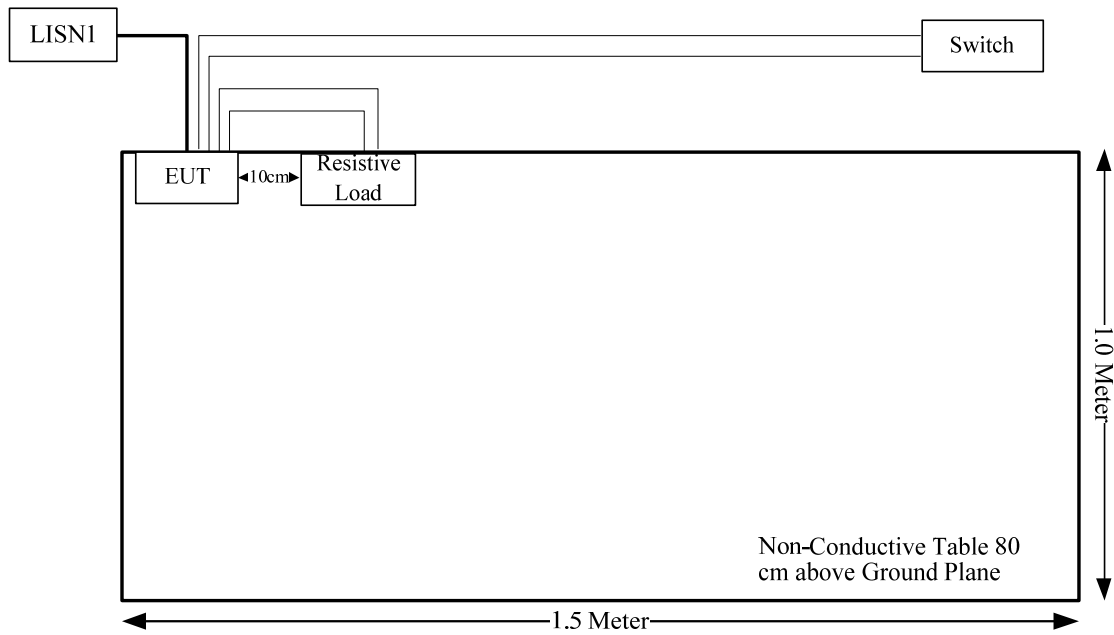 LISN1
Switch
EUT
10cm
Resistive
Load
1.0 Meter
Non-Conductive Table 80
cm above Ground Plane
1.5 Meter